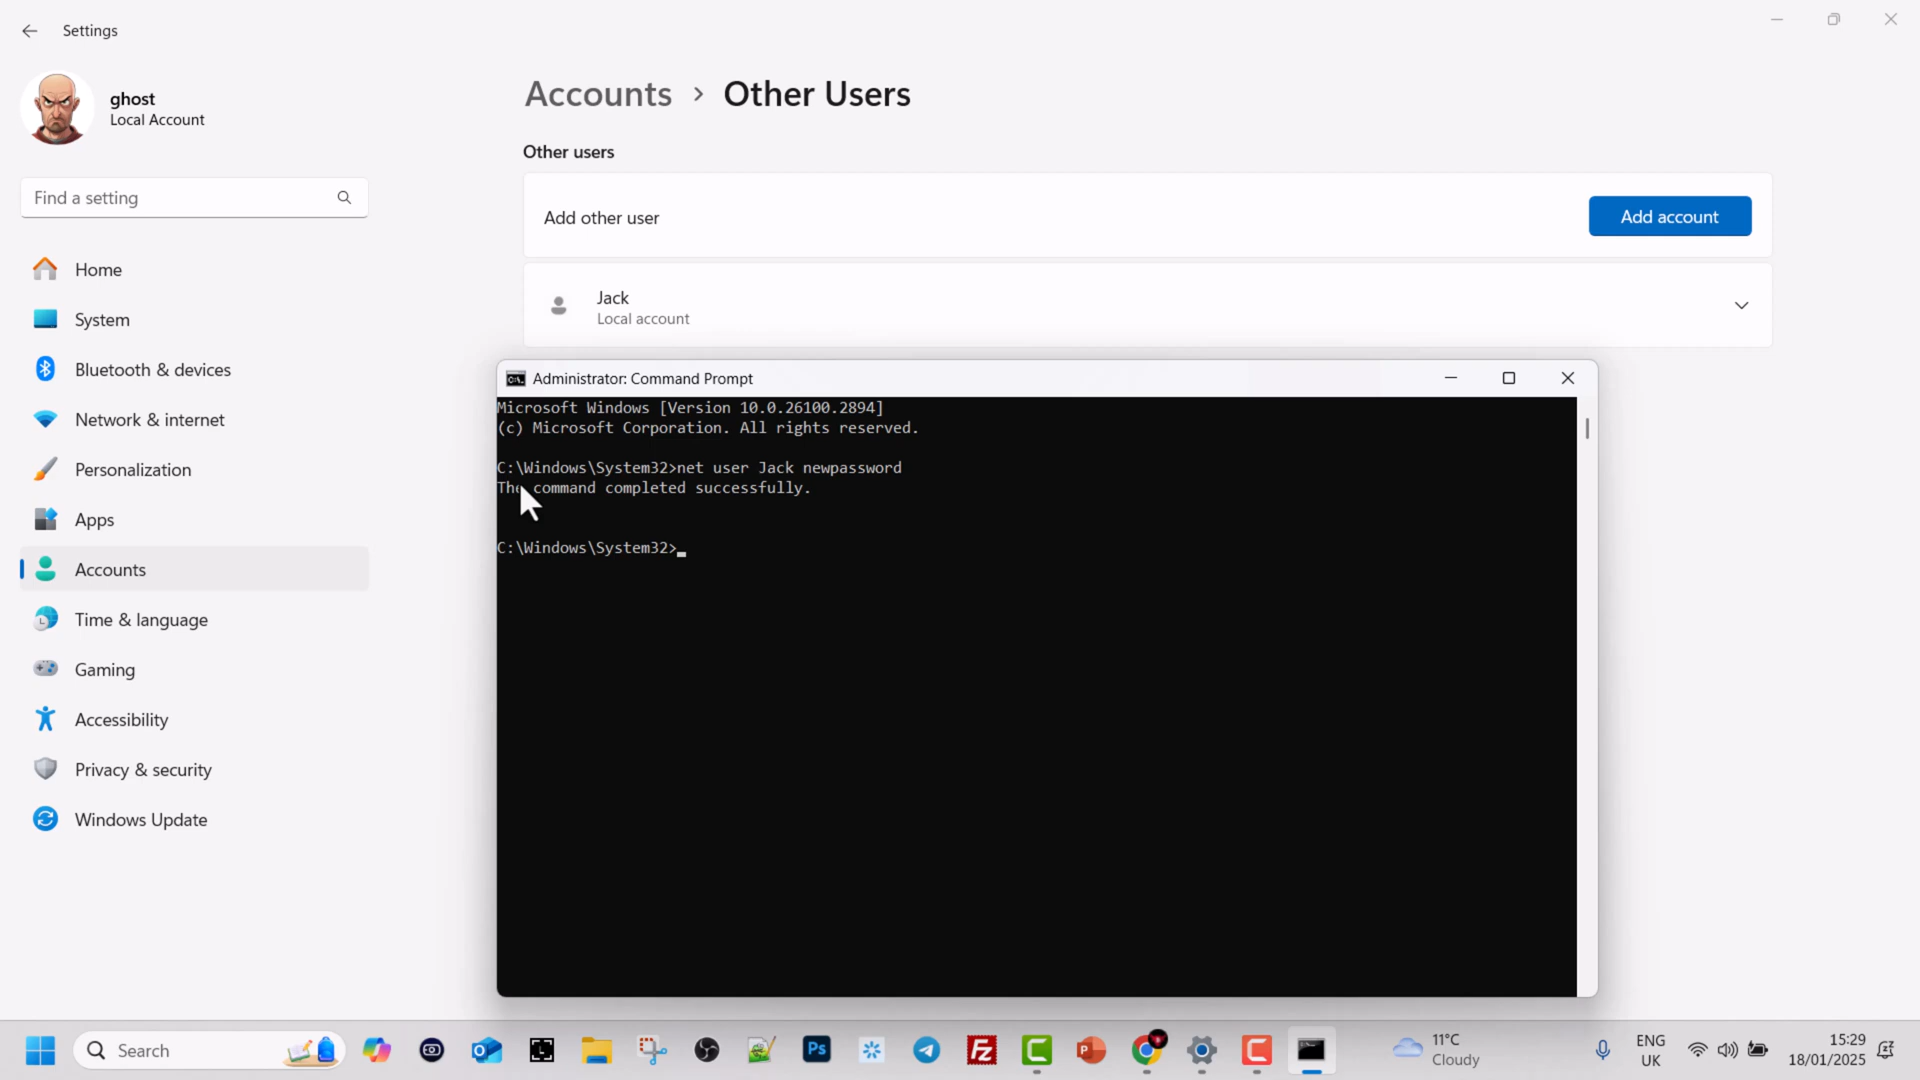 Settings
ghost
Local Account
Find a setting
Home
System
Bluetooth & devices
Network & internet
Personalization
Apps
Accounts
Time & language
Gaming
Accessibility
Privacy & security
Windows Update
Accounts > Other Users
Other users
Add other user
Add account
Jack
Local account
Administrator: Command Prompt
Microsoft Windows [Version 10.0.26100.2894]
(c) Microsoft Corporation. All rights reserved.
C:\Windows\System32>net user Jack newpassword
The command completed successfully.
C:\Windows\System32>
Search
Ps
Fz
11°C
Cloudy
ENG
UK
15:29
18/01/2025